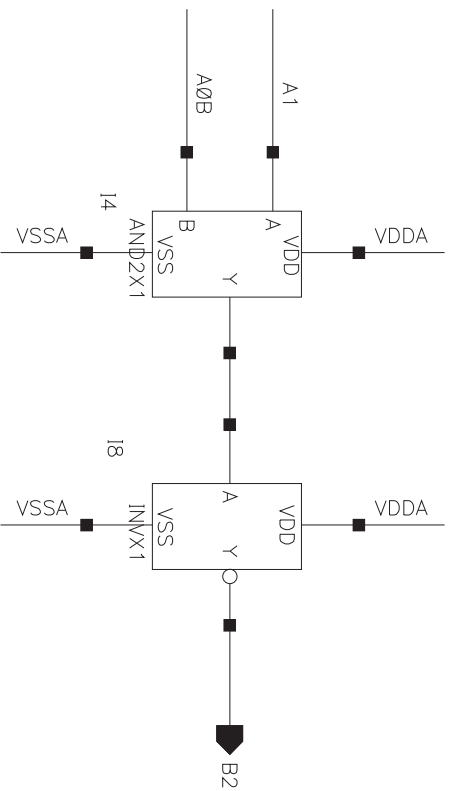 A1
A0B
I4
AND2X1
VSSA
VDDA
A
B
VDD
VSS
Y
I8
INVX1
VSSA
VDDA
A
VDD
VSS
Y
B2